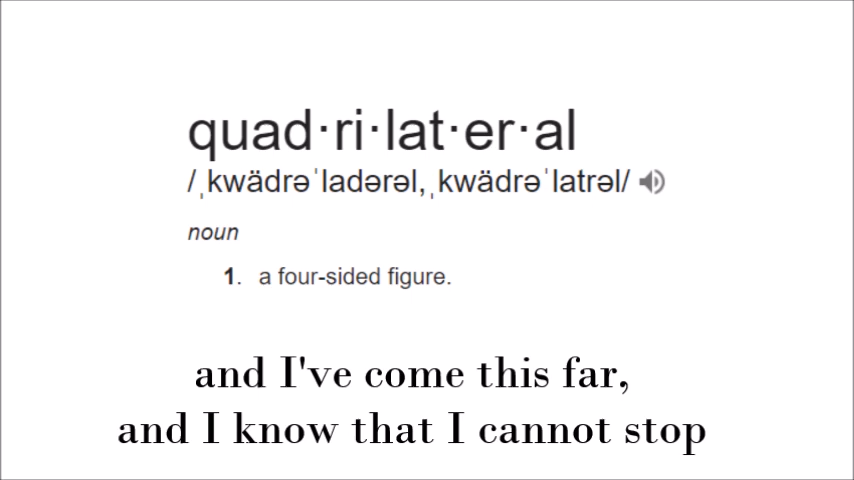 quad·ri·lat·er·al
/ˌkwädrəˈladərəl,ˌkwädrəˈlatrəl/
noun
1. a four-sided figure.
and I've come this far,
and I know that I cannot stop